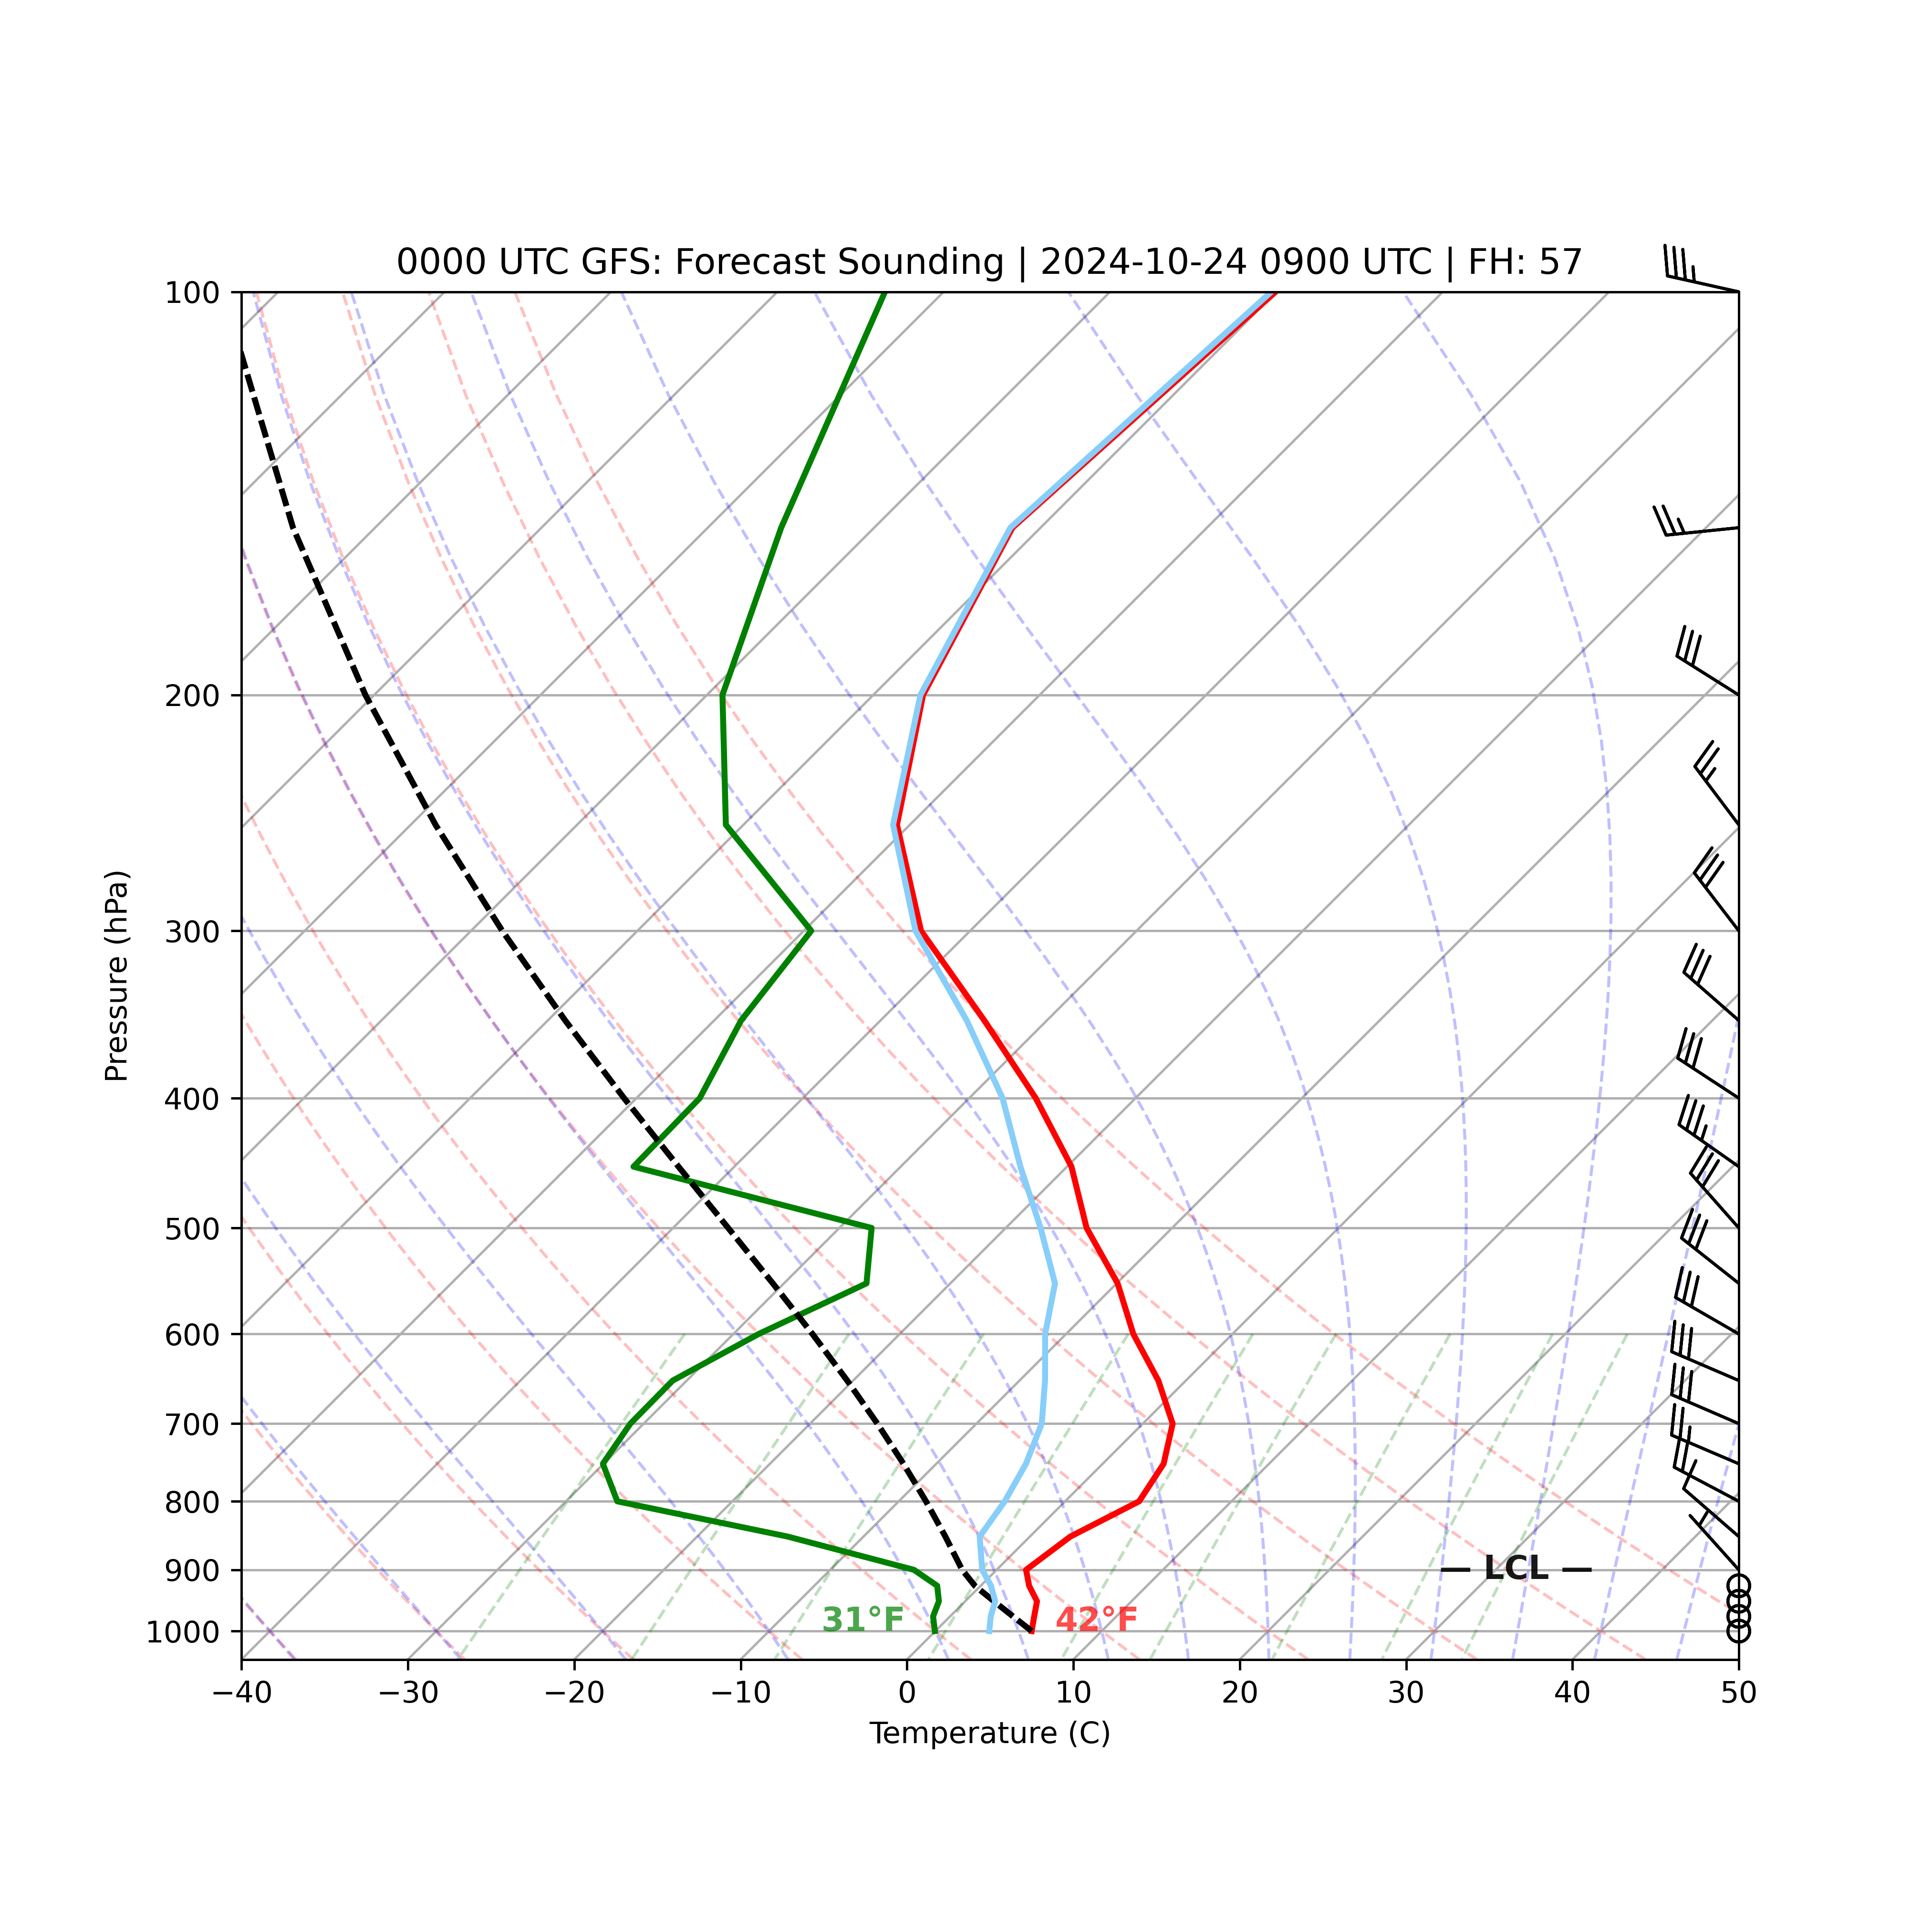 0000 UTC GFS: Forecast Sounding | 2024-10-24 0900 UTC | FH: 57
100
200
300
400
500
600
700
800
900
1000
Pressure (hPa)
— LCL —
31°F
42°F
−40 −30 −20 −10 0 10 20 30 40 50
Temperature (C)